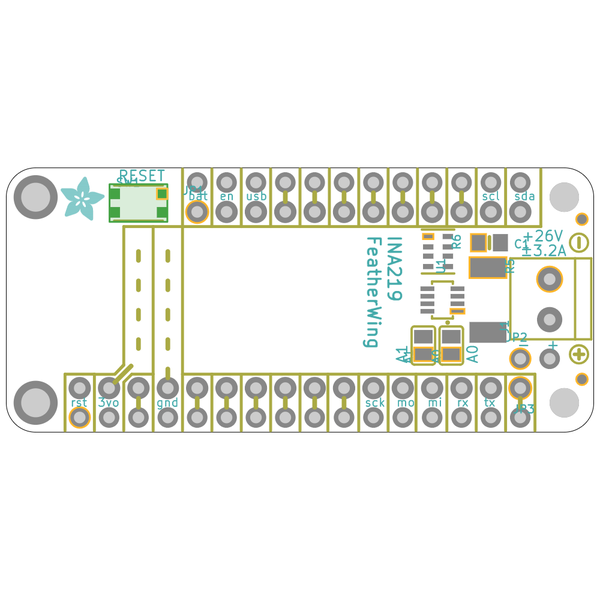 RESET
SW1
JP1
bat en usb scl sda
+26V
±3.2A
C1
R6
U1
R5
INA219
FeatherWing
JP2
− +
A1
A0
rst 3vo gnd sck mo mi rx tx
JP3